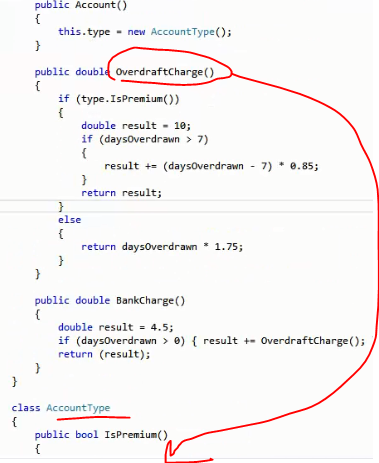 public Account()
{
this.type = new AccountType();
}
public double OverdraftCharge()
{
if (type.IsPremium())
{
double result = 10;
if (daysOverdrawn > 7)
{
result += (daysOverdrawn - 7) * 0.85;
}
return result;
}
else
{
return daysOverdrawn * 1.75;
}
}
public double BankCharge()
{
double result = 4.5;
if (daysOverdrawn > 0) { result += OverdraftCharge();
return (result);
}
}
class AccountType
{
public bool IsPremium()
{